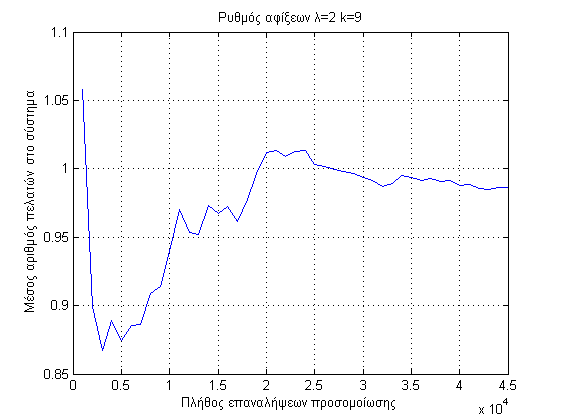 Ρυθμός αφίξεων λ=2 k=9
1.1
1.05
1
0.95
0.9
0.85
Μέσος αριθμός πελατών στο σύστημα
0 0.5 1 1.5 2 2.5 3 3.5 4 4.5
Πλήθος επαναλήψεων προσομοίωσης
x 10^4